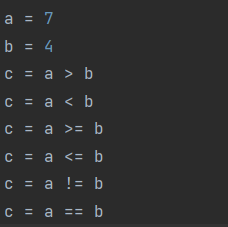 a = 7
b = 4
c = a > b
c = a < b
c = a >= b
c = a <= b
c = a != b
c = a == b